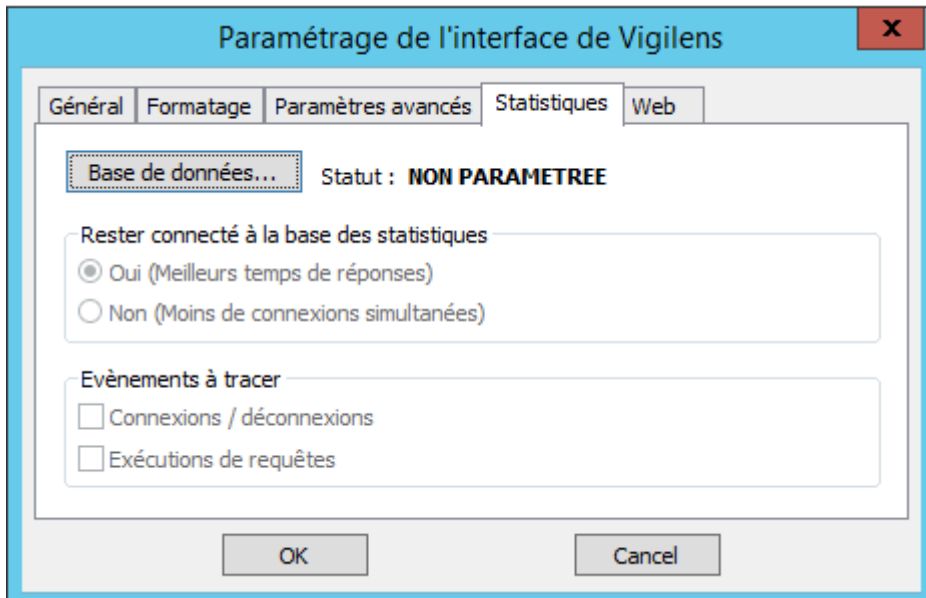 Paramétrage de l'interface de Vigilens
x
Général Formatage Paramètres avancés Statistiques Web
Base de données... Statut : NON PARAMETREE
Rester connecté à la base des statistiques
Oui (Meilleurs temps de réponses)
Non (Moins de connexions simultanées)
Evènements à tracer
Connexions / déconnexions
Exécutions de requêtes
OK Cancel